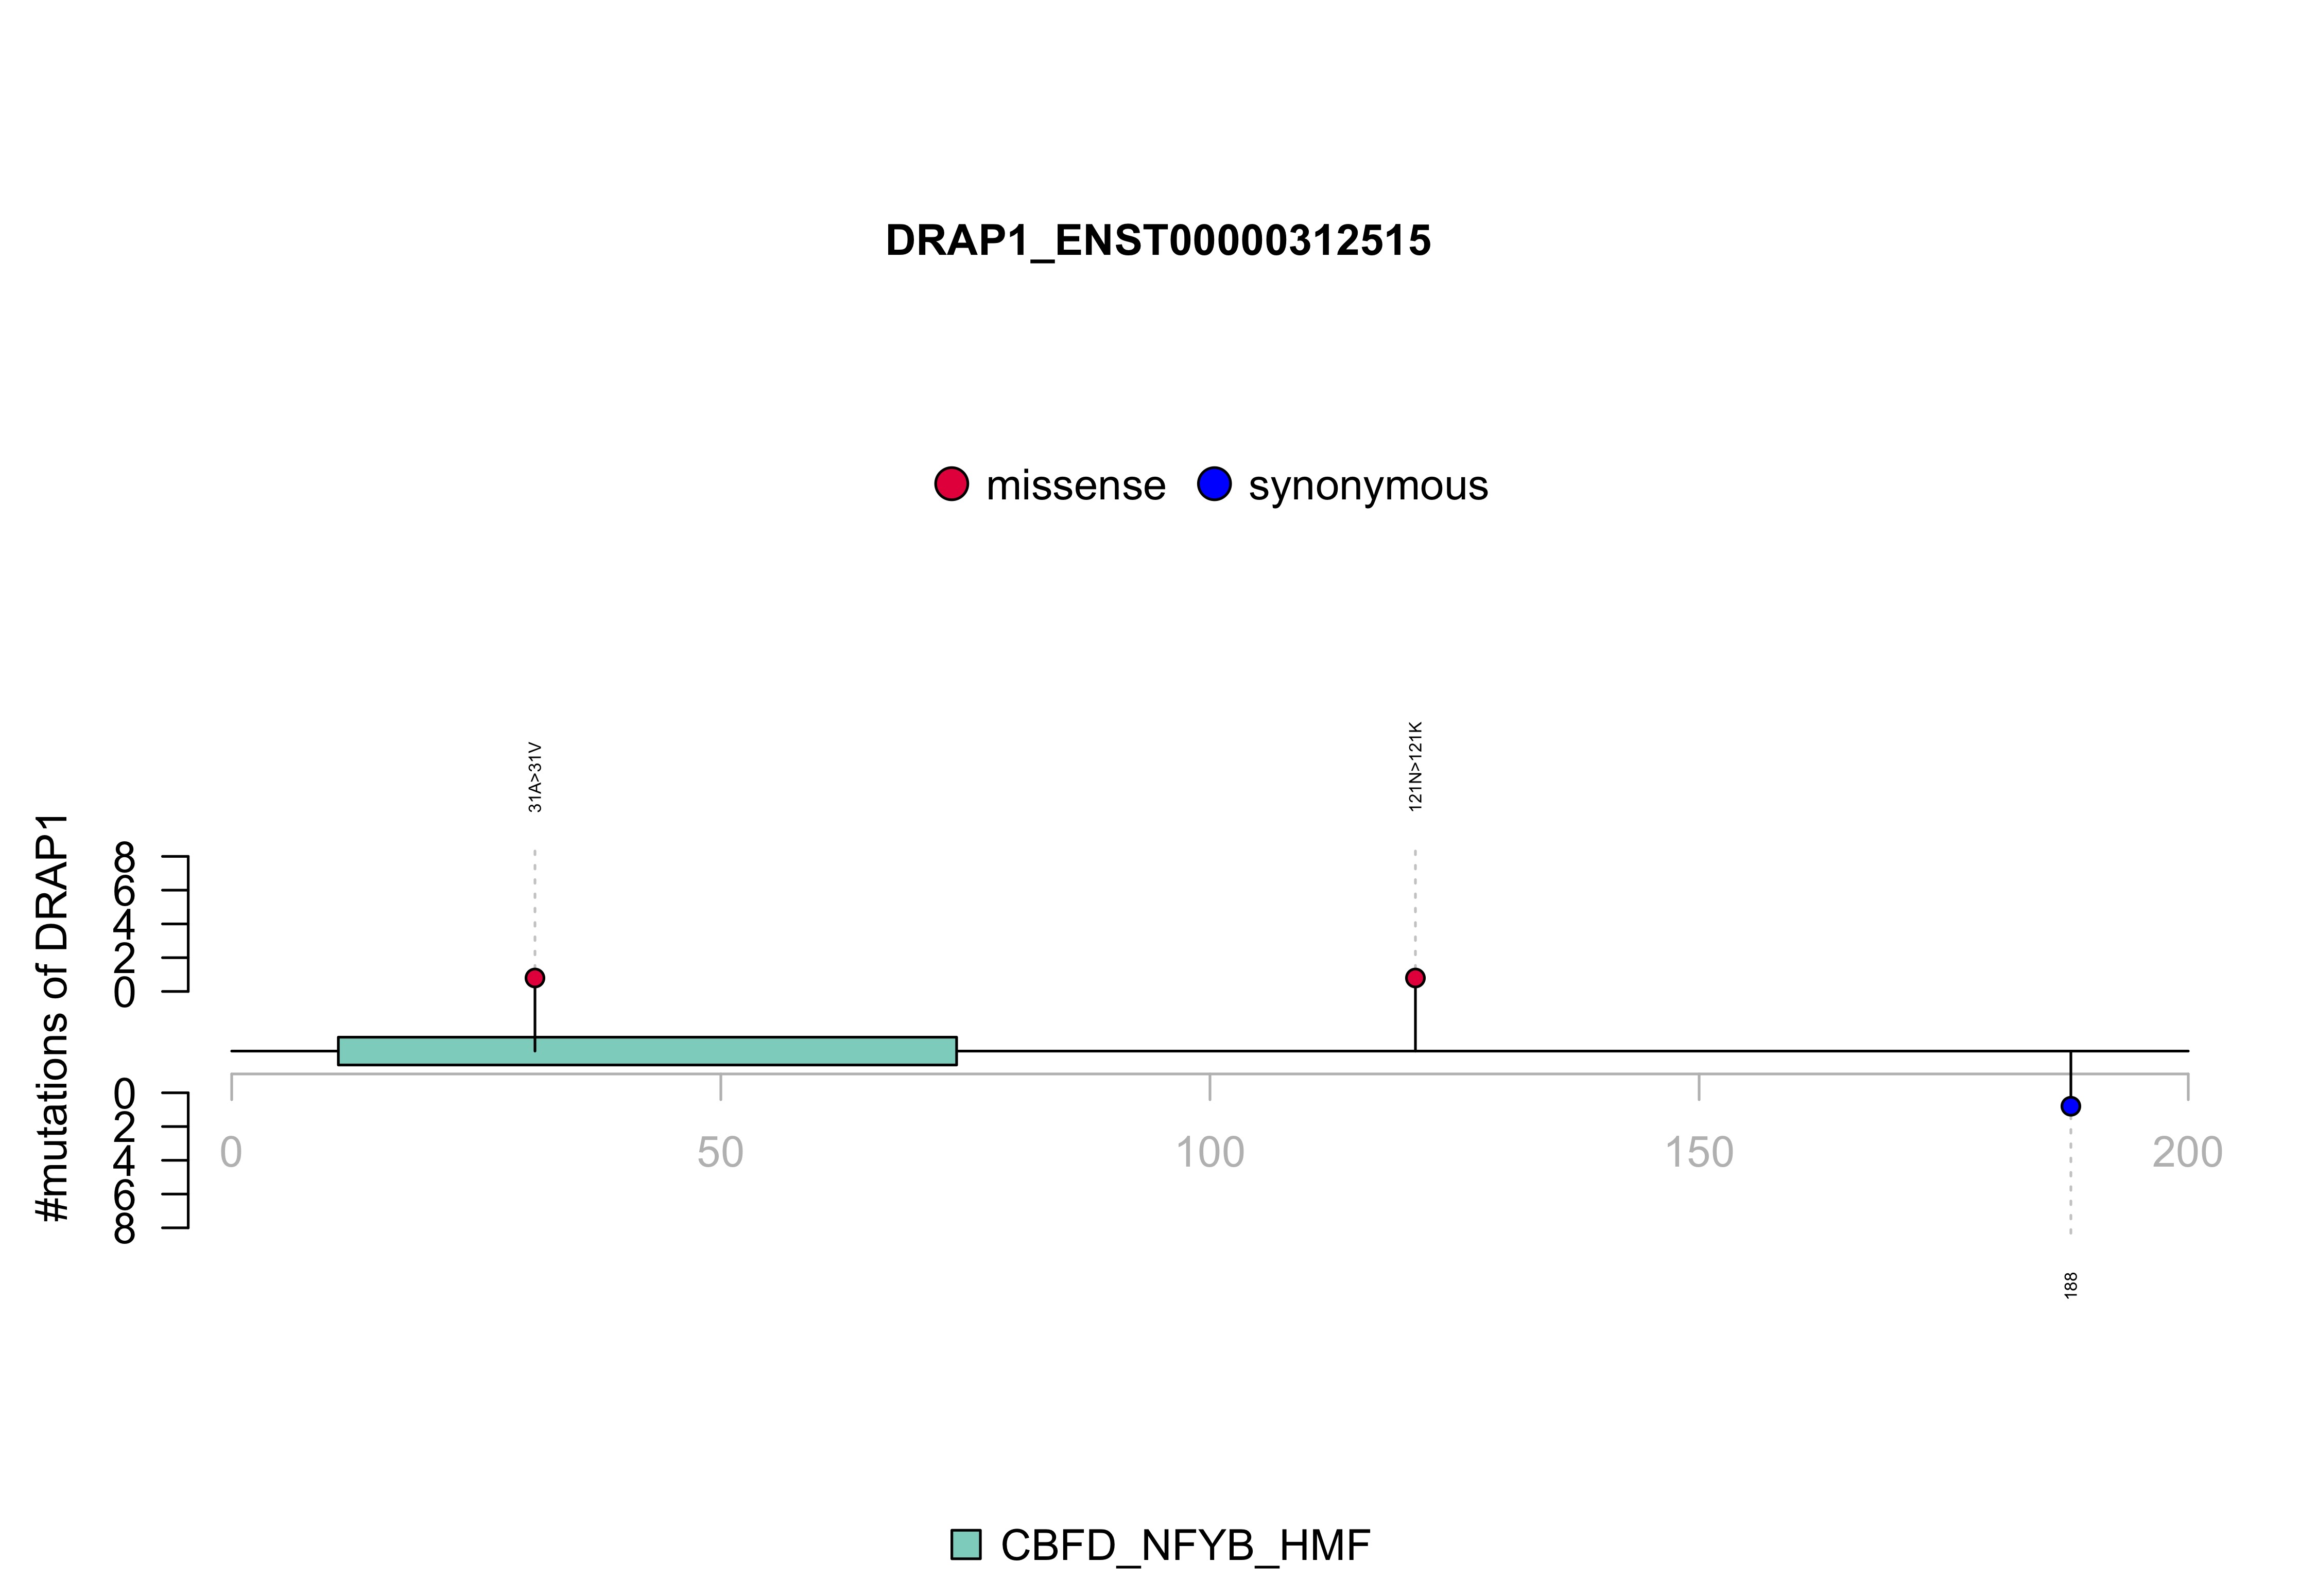 DRAP1_ENST00000312515
missense synonymous
31A>31V
121N>121K
#mutations of DRAP1
8
6
4
2
0
0
2
4
6
8
0 50 100 150 200
188
CBFD_NFYB_HMF